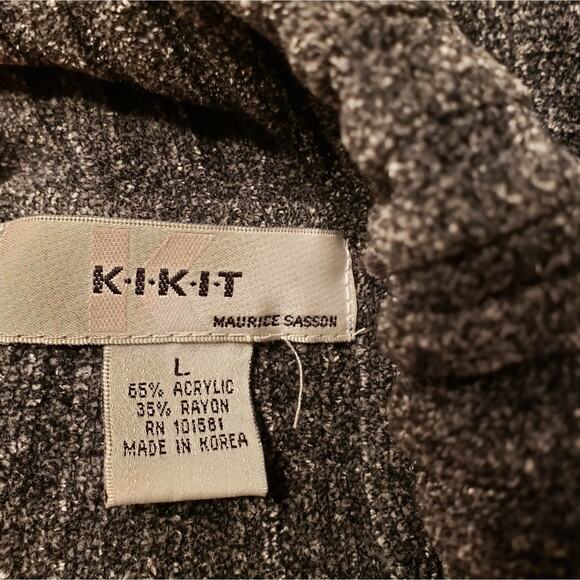 K·I·K·I·T
MAURICE SASSON
L
65% ACRYLIC
35% RAYON
RN 101581
MADE IN KOREA